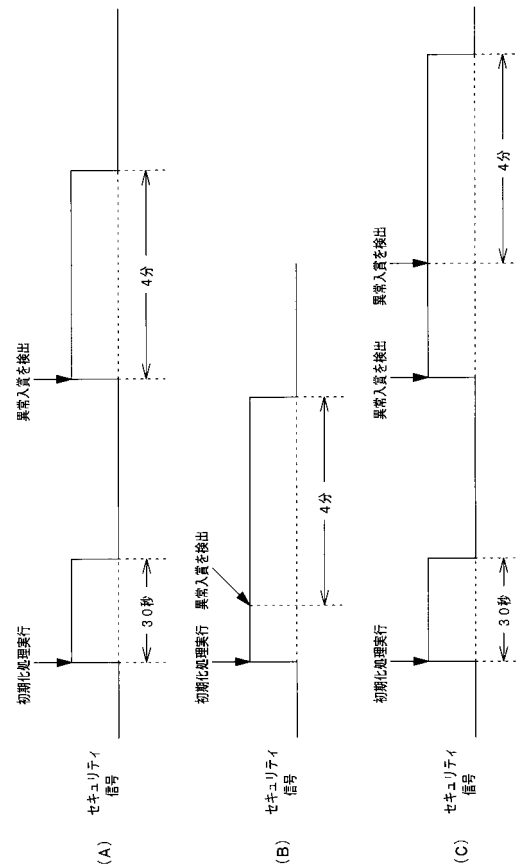 (A)
セキュリティ
信号
初期化処理実行
30秒
異常入賞を検出
4分
(B)
セキュリティ
信号
初期化処理実行
異常入賞を検出
4分
(C)
セキュリティ
信号
初期化処理実行
30秒
異常入賞を検出
異常入賞を検出
4分